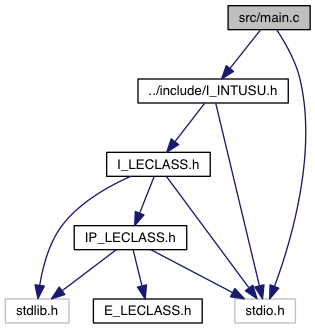 src/main.c
../include/I_INTUSU.h
I_LECLASS.h
IP_LECLASS.h
stdlib.h
E_LECLASS.h
stdio.h